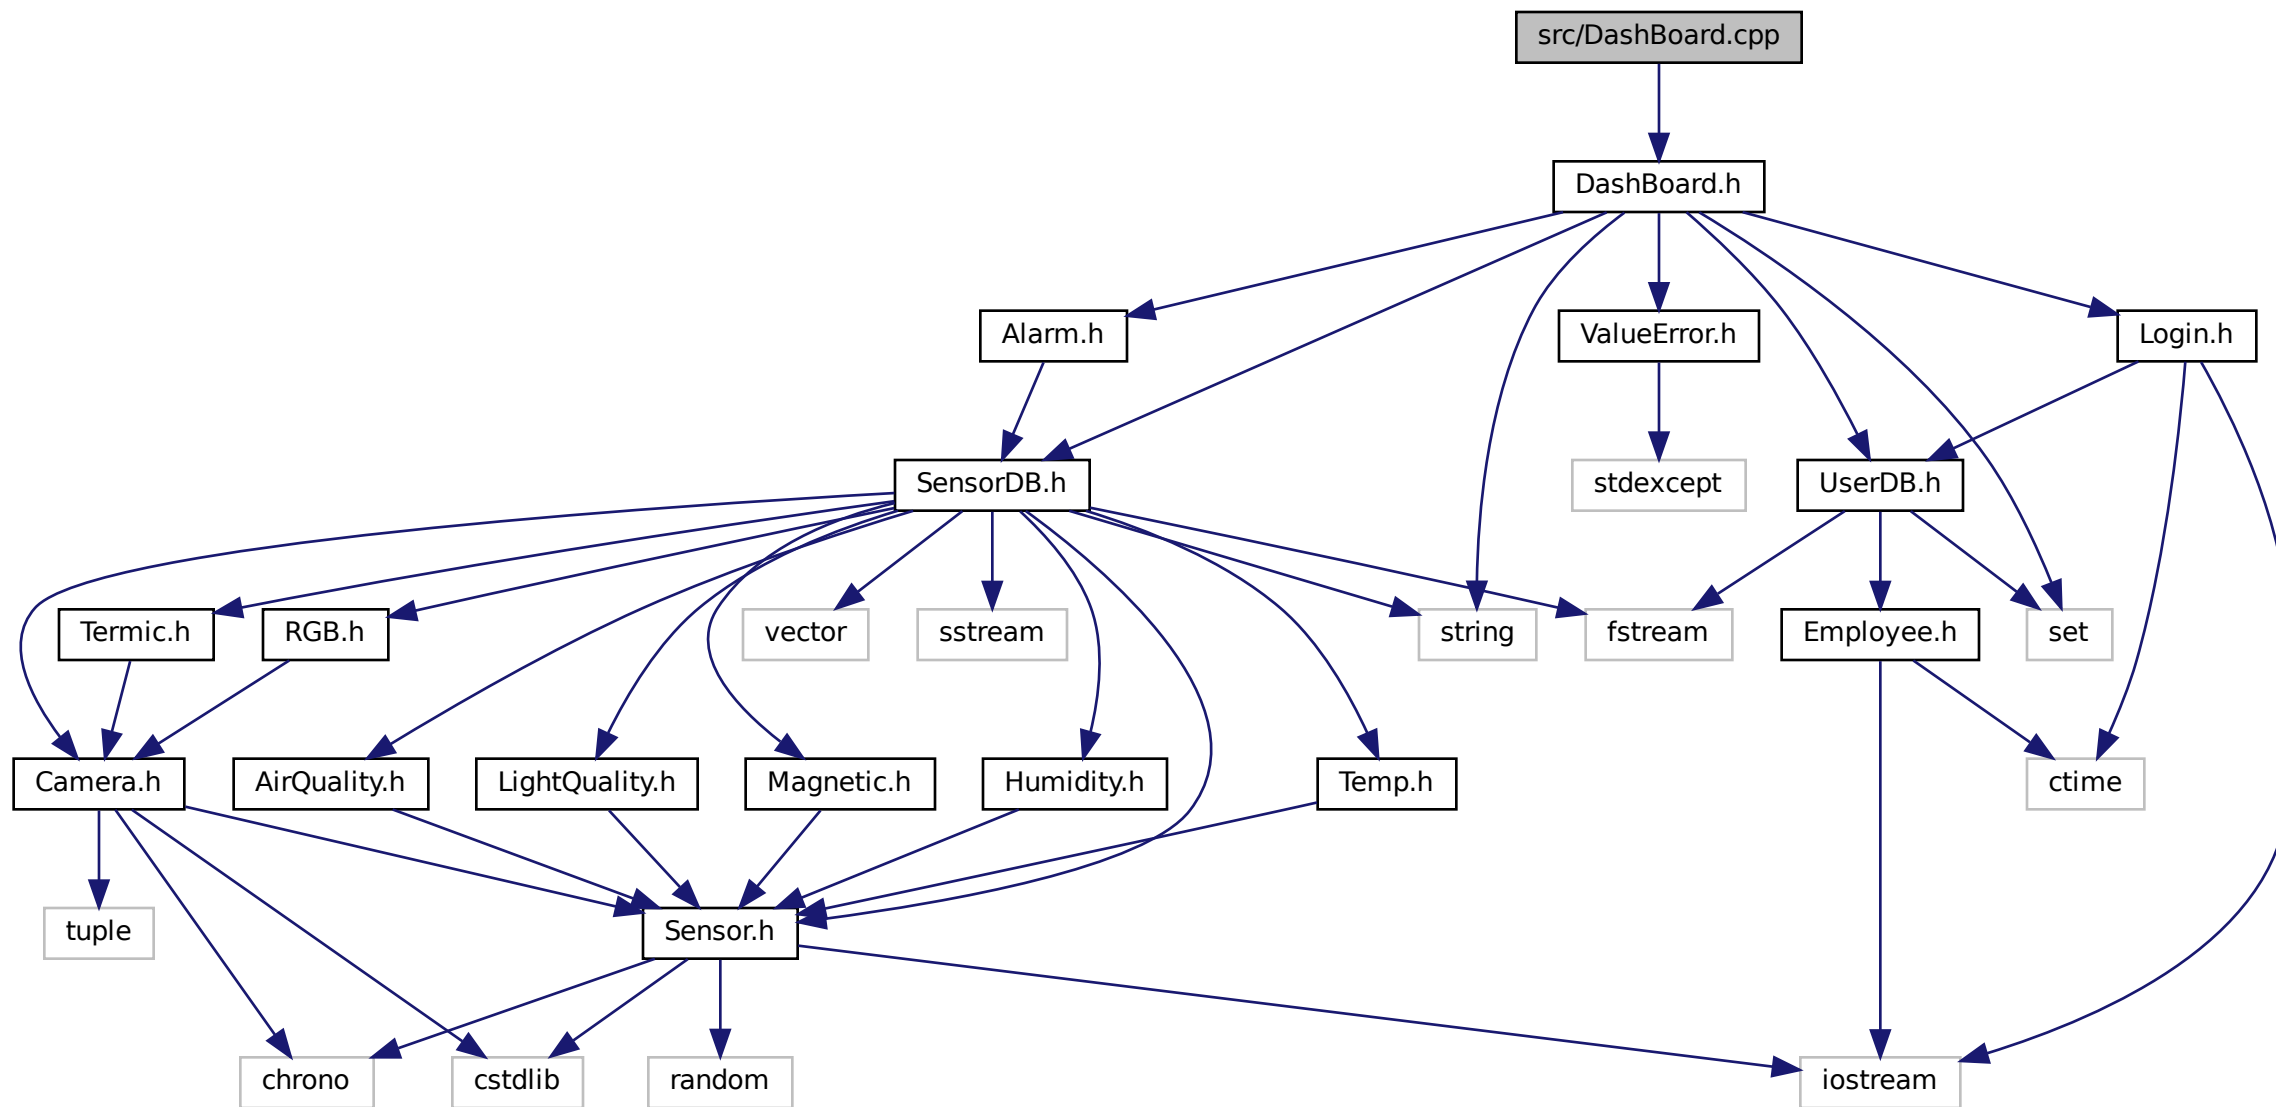 src/DashBoard.cpp
DashBoard.h
Alarm.h
ValueError.h
Login.h
SensorDB.h
stdexcept
UserDB.h
Termic.h
RGB.h
vector
sstream
string
fstream
Employee.h
set
Camera.h
AirQuality.h
LightQuality.h
Magnetic.h
Humidity.h
Temp.h
ctime
tuple
Sensor.h
chrono
cstdlib
random
iostream